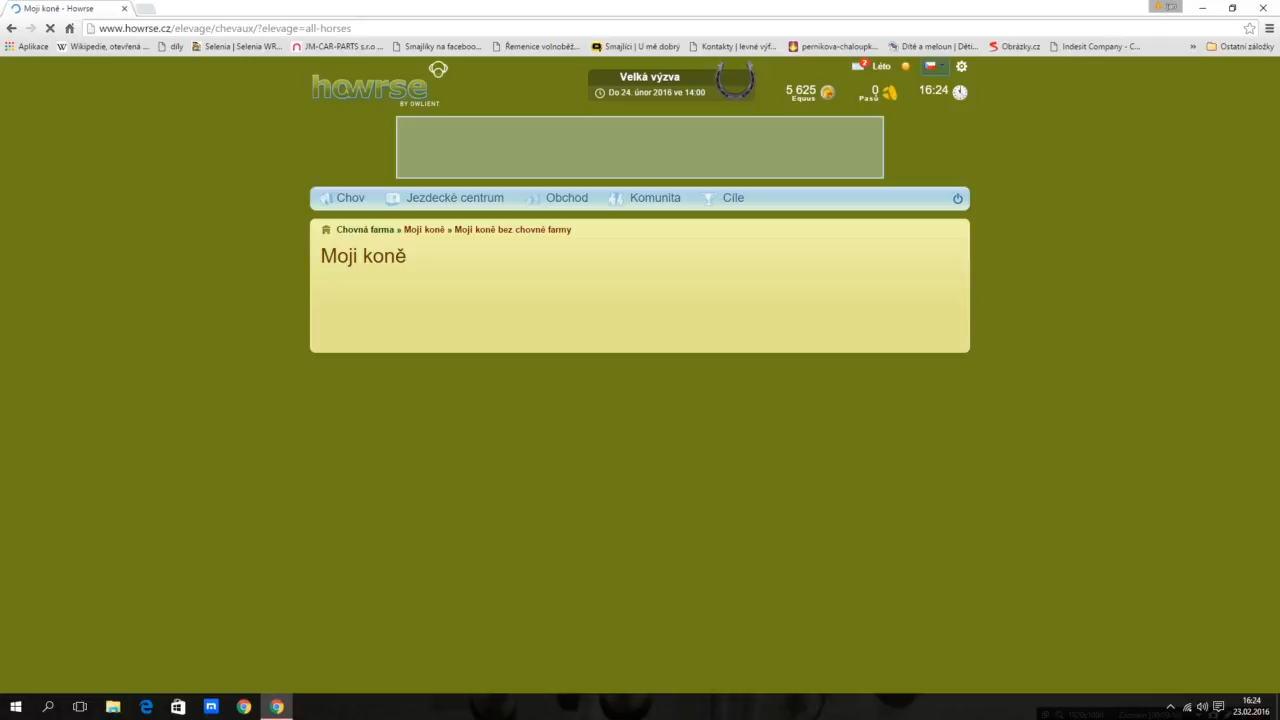 Moji koně - Howrse
www.howrse.cz/elevage/chevaux/?elevage=all-horses
Aplikace
Wikipedie, otevřená ...
díly
Selenia | Selenia WR...
JM-CAR-PARTS s.r.o ...
Smajlíky na faceboo...
Řemenice volnoběž...
Smajlíci | U mě dobrý
Kontakty | levné výf...
pernikova-chaloupk...
Dítě a meloun | Děti...
Obrázky.cz
Indesit Company - C...
»
Ostatní záložky
howrse
BY OWLIENT
Velká výzva
Do 24. únor 2016 ve 14:00
2
Léto
5 625
Equus
0
Pasů
16:24
Chov
Jezdecké centrum
Obchod
Komunita
Cíle
Chovná farma » Moji koně » Moji koně bez chovné farmy
Moji koně
16:24
23.02.2016